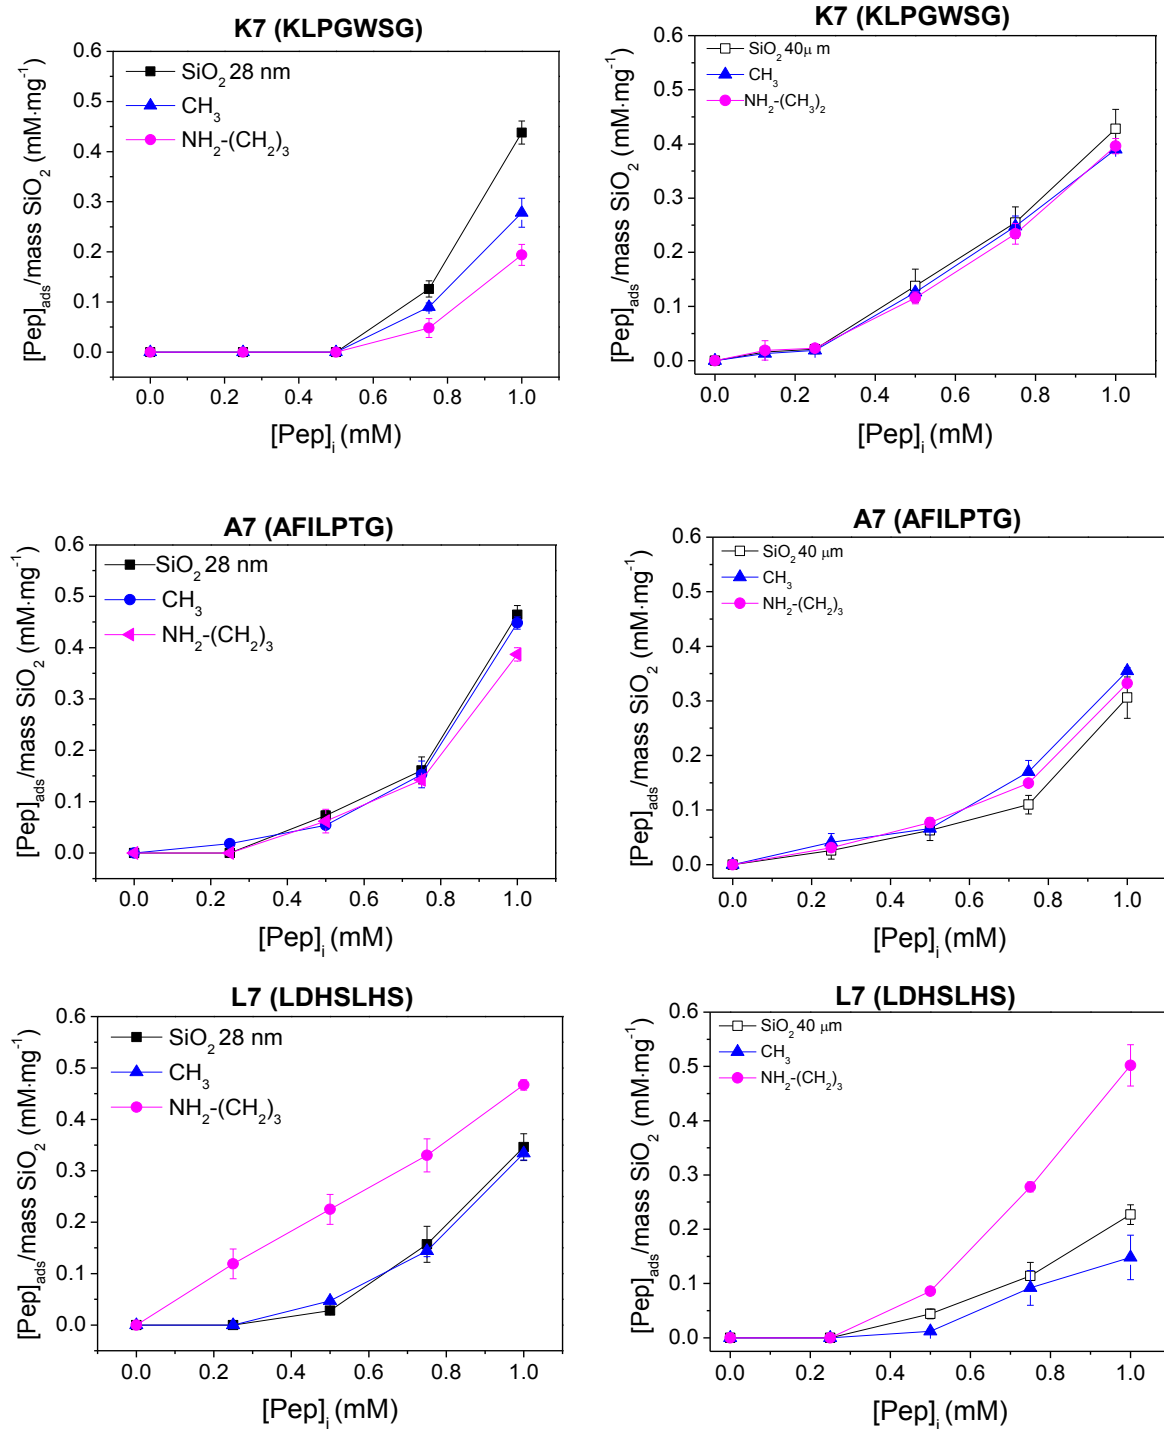 K7 (KLPGWSG)
SiO₂ 28 nm
CH₃
NH₂-(CH₂)₃
0.6
0.5
0.4
0.3
0.2
0.1
0.0
[Pep]ads/mass SiO₂ (mM·mg⁻¹)
0.0 0.2 0.4 0.6 0.8 1.0
[Pep]i (mM)
K7 (KLPGWSG)
SiO₂ 40μ m
CH₃
NH₂-(CH₃)₂
0.6
0.5
0.4
0.3
0.2
0.1
0.0
[Pep]ads/mass SiO₂ (mM·mg⁻¹)
0.0 0.2 0.4 0.6 0.8 1.0
[Pep]i (mM)
A7 (AFILPTG)
SiO₂ 28 nm
CH₃
NH₂-(CH₂)₃
0.6
0.5
0.4
0.3
0.2
0.1
0.0
[Pep]ads/mass SiO₂ (mM·mg⁻¹)
0.0 0.2 0.4 0.6 0.8 1.0
[Pep]i (mM)
A7 (AFILPTG)
SiO₂ 40 μm
CH₃
NH₂-(CH₂)₃
0.6
0.5
0.4
0.3
0.2
0.1
0.0
[Pep]ads/mass SiO₂ (mM·mg⁻¹)
0.0 0.2 0.4 0.6 0.8 1.0
[Pep]i (mM)
L7 (LDHSLHS)
SiO₂ 28 nm
CH₃
NH₂-(CH₂)₃
0.6
0.5
0.4
0.3
0.2
0.1
0.0
[Pep]ads/mass SiO₂ (mM·mg⁻¹)
0.0 0.2 0.4 0.6 0.8 1.0
[Pep]i (mM)
L7 (LDHSLHS)
SiO₂ 40 μm
CH₃
NH₂-(CH₂)₃
0.6
0.5
0.4
0.3
0.2
0.1
0.0
[Pep]ads/mass SiO₂ (mM·mg⁻¹)
0.0 0.2 0.4 0.6 0.8 1.0
[Pep]i (mM)